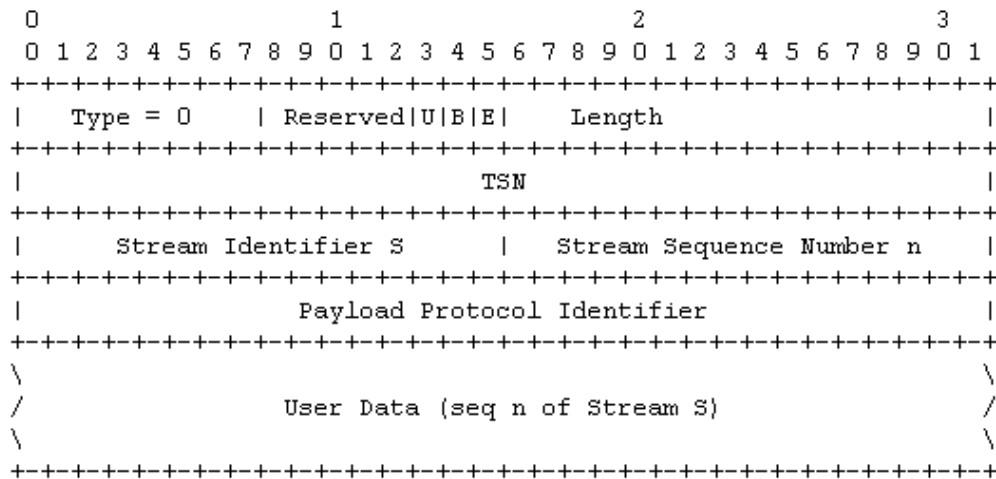 0                   1                   2                   3
 0 1 2 3 4 5 6 7 8 9 0 1 2 3 4 5 6 7 8 9 0 1 2 3 4 5 6 7 8 9 0 1
+-+-+-+-+-+-+-+-+-+-+-+-+-+-+-+-+-+-+-+-+-+-+-+-+-+-+-+-+-+-+-+-+
|   Type = 0    | Reserved|U|B|E|    Length                     |
+-+-+-+-+-+-+-+-+-+-+-+-+-+-+-+-+-+-+-+-+-+-+-+-+-+-+-+-+-+-+-+-+
|                              TSN                              |
+-+-+-+-+-+-+-+-+-+-+-+-+-+-+-+-+-+-+-+-+-+-+-+-+-+-+-+-+-+-+-+-+
|      Stream Identifier S      |   Stream Sequence Number n    |
+-+-+-+-+-+-+-+-+-+-+-+-+-+-+-+-+-+-+-+-+-+-+-+-+-+-+-+-+-+-+-+-+
|                  Payload Protocol Identifier                  |
+-+-+-+-+-+-+-+-+-+-+-+-+-+-+-+-+-+-+-+-+-+-+-+-+-+-+-+-+-+-+-+-+
\                                                               \
/                 User Data (seq n of Stream S)                 /
\                                                               \
+-+-+-+-+-+-+-+-+-+-+-+-+-+-+-+-+-+-+-+-+-+-+-+-+-+-+-+-+-+-+-+-+